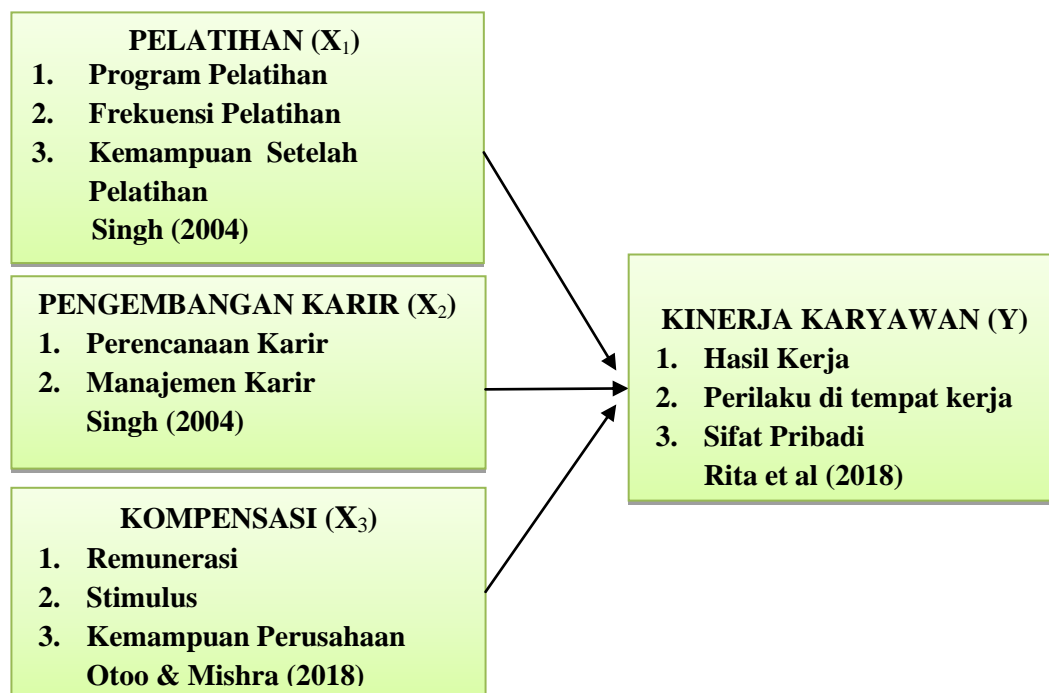 PELATIHAN (X₁)
1. Program Pelatihan
2. Frekuensi Pelatihan
3. Kemampuan Setelah
Pelatihan
Singh (2004)
PENGEMBANGAN KARIR (X₂)
1. Perencanaan Karir
2. Manajemen Karir
Singh (2004)
KOMPENSASI (X₃)
1. Remunerasi
2. Stimulus
3. Kemampuan Perusahaan
Otoo & Mishra (2018)
KINERJA KARYAWAN (Y)
1. Hasil Kerja
2. Perilaku di tempat kerja
3. Sifat Pribadi
Rita et al (2018)